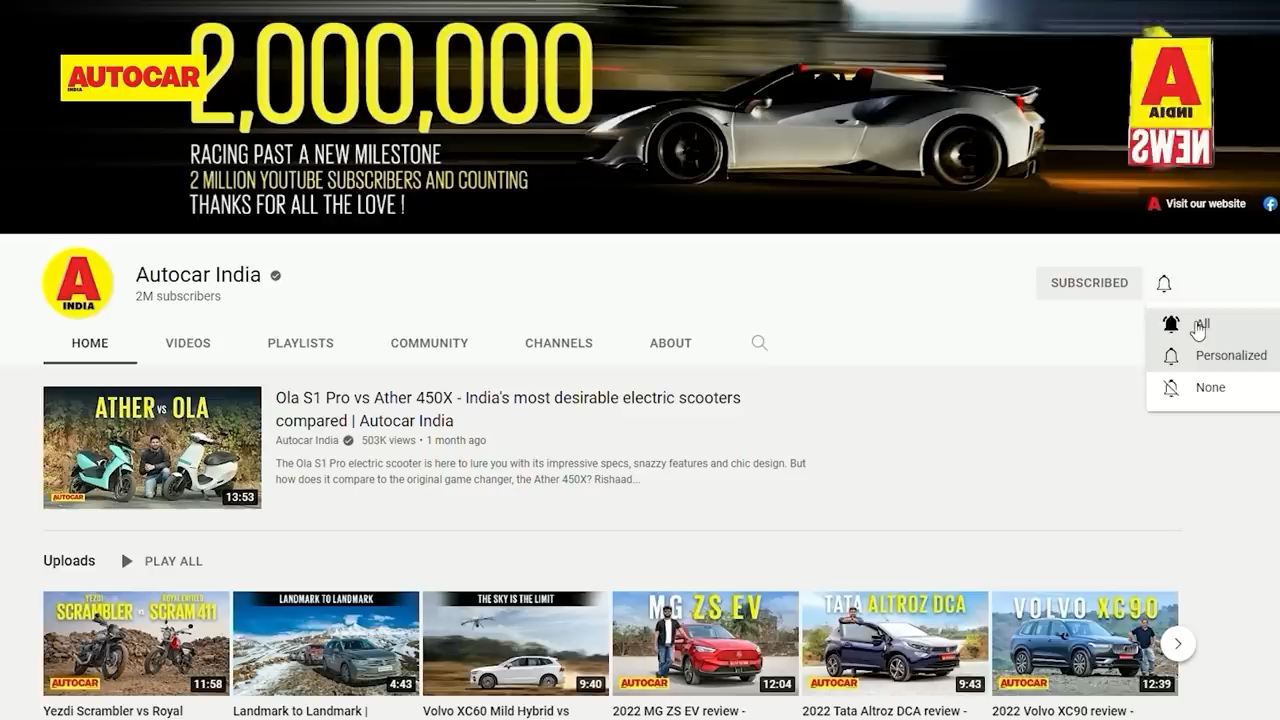 AUTOCAR
INDIA
2,000,000
RACING PAST A NEW MILESTONE
2 MILLION YOUTUBE SUBSCRIBERS AND COUNTING
THANKS FOR ALL THE LOVE !
A
INDIA
NEWS
Visit our website
A
INDIA
Autocar India
2M subscribers
SUBSCRIBED
All
Personalized
None
HOME VIDEOS PLAYLISTS COMMUNITY CHANNELS ABOUT
ATHER VS OLA
AUTOCAR
13:53
Ola S1 Pro vs Ather 450X - India's most desirable electric scooters
compared | Autocar India
Autocar India 503K views • 1 month ago
The Ola S1 Pro electric scooter is here to lure you with its impressive specs, snazzy features and chic design. But
how does it compare to the original game changer, the Ather 450X? Rishaad...
Uploads PLAY ALL
YEZDI ROYAL ENFIELD
SCRAMBLER VS SCRAM 411
AUTOCAR
11:58
LANDMARK TO LANDMARK
4:43
THE SKY IS THE LIMIT
9:40
MG ZS EV
AUTOCAR
12:04
TATA ALTROZ DCA
AUTOCAR
9:43
VOLVO XC90
AUTOCAR
12:39
Yezdi Scrambler vs Royal
Landmark to Landmark |
Volvo XC60 Mild Hybrid vs
2022 MG ZS EV review -
2022 Tata Altroz DCA review -
2022 Volvo XC90 review -